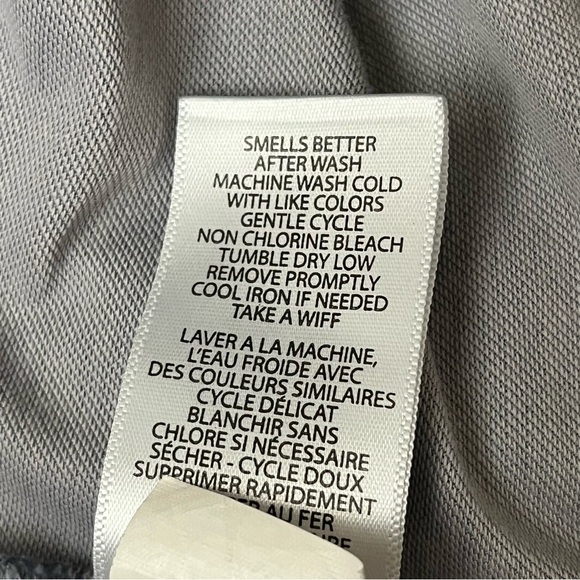 SMELLS BETTER
AFTER WASH
MACHINE WASH COLD
WITH LIKE COLORS
GENTLE CYCLE
NON CHLORINE BLEACH
TUMBLE DRY LOW
REMOVE PROMPTLY
COOL IRON IF NEEDED
TAKE A WIFF
LAVER A LA MACHINE,
L'EAU FROIDE AVEC
DES COULEURS SIMILAIRES
CYCLE DÉLICAT
BLANCHIR SANS
CHLORE SI NÉCESSAIRE
SÉCHER - CYCLE DOUX
SUPPRIMER RAPIDEMENT
AU FER